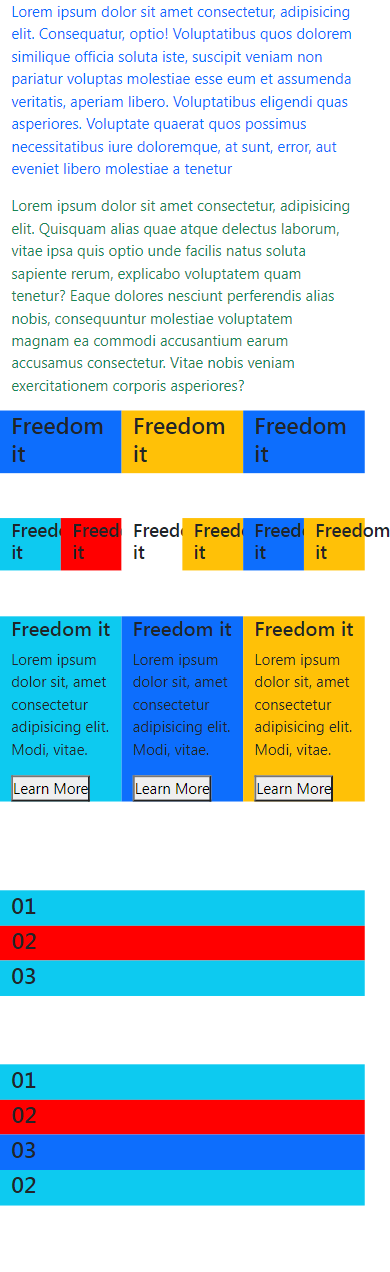 Lorem ipsum dolor sit amet consectetur, adipisicing
elit. Consequatur, optio! Voluptatibus quos dolorem
similique officia soluta iste, suscipit veniam non
pariatur voluptas molestiae esse eum et assumenda
veritatis, aperiam libero. Voluptatibus eligendi quas
asperiores. Voluptate quaerat quos possimus
necessitatibus iure doloremque, at sunt, error, aut
eveniet libero molestiae a tenetur
Lorem ipsum dolor sit amet consectetur, adipisicing
elit. Quisquam alias quae atque delectus laborum,
vitae ipsa quis optio unde facilis natus soluta
sapiente rerum, explicabo voluptatem quam
tenetur? Eaque dolores nesciunt perferendis alias
nobis, consequuntur molestiae voluptatem
magnam ea commodi accusantium earum
accusamus consectetur. Vitae nobis veniam
exercitationem corporis asperiores?
Freedom Freedom Freedom
it it it
Freed Freed Freed Freed Freed Freedom
it it it it it it
Freedom it
Lorem ipsum
dolor sit, amet
consectetur
adipisicing elit.
Modi, vitae.
Learn More
Freedom it
Lorem ipsum
dolor sit, amet
consectetur
adipisicing elit.
Modi, vitae.
Learn More
Freedom it
Lorem ipsum
dolor sit, amet
consectetur
adipisicing elit.
Modi, vitae.
Learn More
01
02
03
01
02
03
02